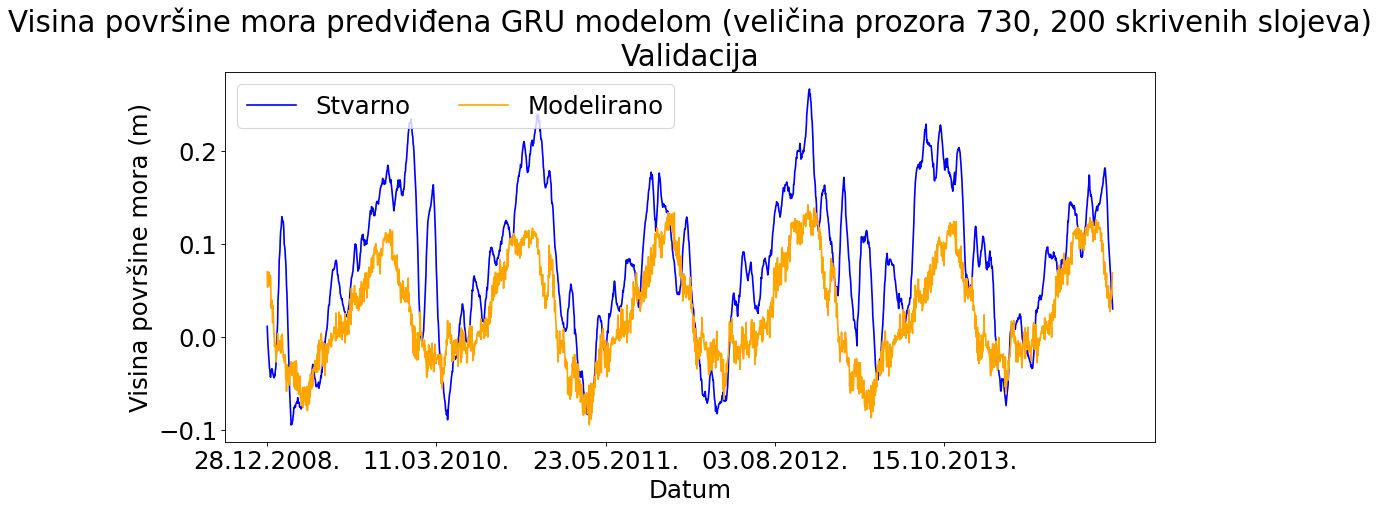 Visina površine mora predviđena GRU modelom (veličina prozora 730, 200 skrivenih slojeva)
Validacija
Stvarno
Modelirano
Visina površine mora (m)
0.2
0.1
0.0
−0.1
28.12.2008.
11.03.2010.
23.05.2011.
03.08.2012.
15.10.2013.
Datum